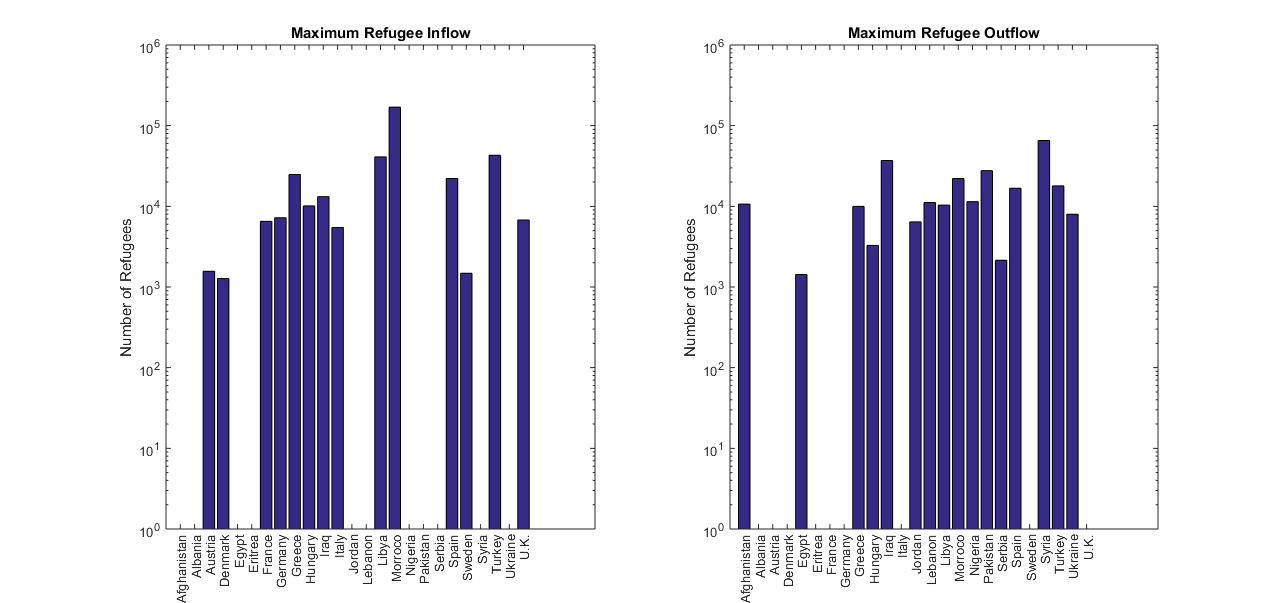 Maximum Refugee Inflow
Number of Refugees
10^6
10^5
10^4
10^3
10^2
10^1
10^0
Afghanistan
Albania
Austria
Denmark
Egypt
Eritrea
France
Germany
Greece
Hungary
Iraq
Italy
Jordan
Lebanon
Libya
Moroco
Nigeria
Pakistan
Serbia
Spain
Sweden
Syria
Turkey
Ukraine
U.K.
Maximum Refugee Outflow
Number of Refugees
10^6
10^5
10^4
10^3
10^2
10^1
10^0
Afghanistan
Albania
Austria
Denmark
Egypt
Eritrea
France
Germany
Greece
Hungary
Iraq
Italy
Jordan
Lebanon
Libya
Moroco
Nigeria
Pakistan
Serbia
Spain
Sweden
Syria
Turkey
Ukraine
U.K.